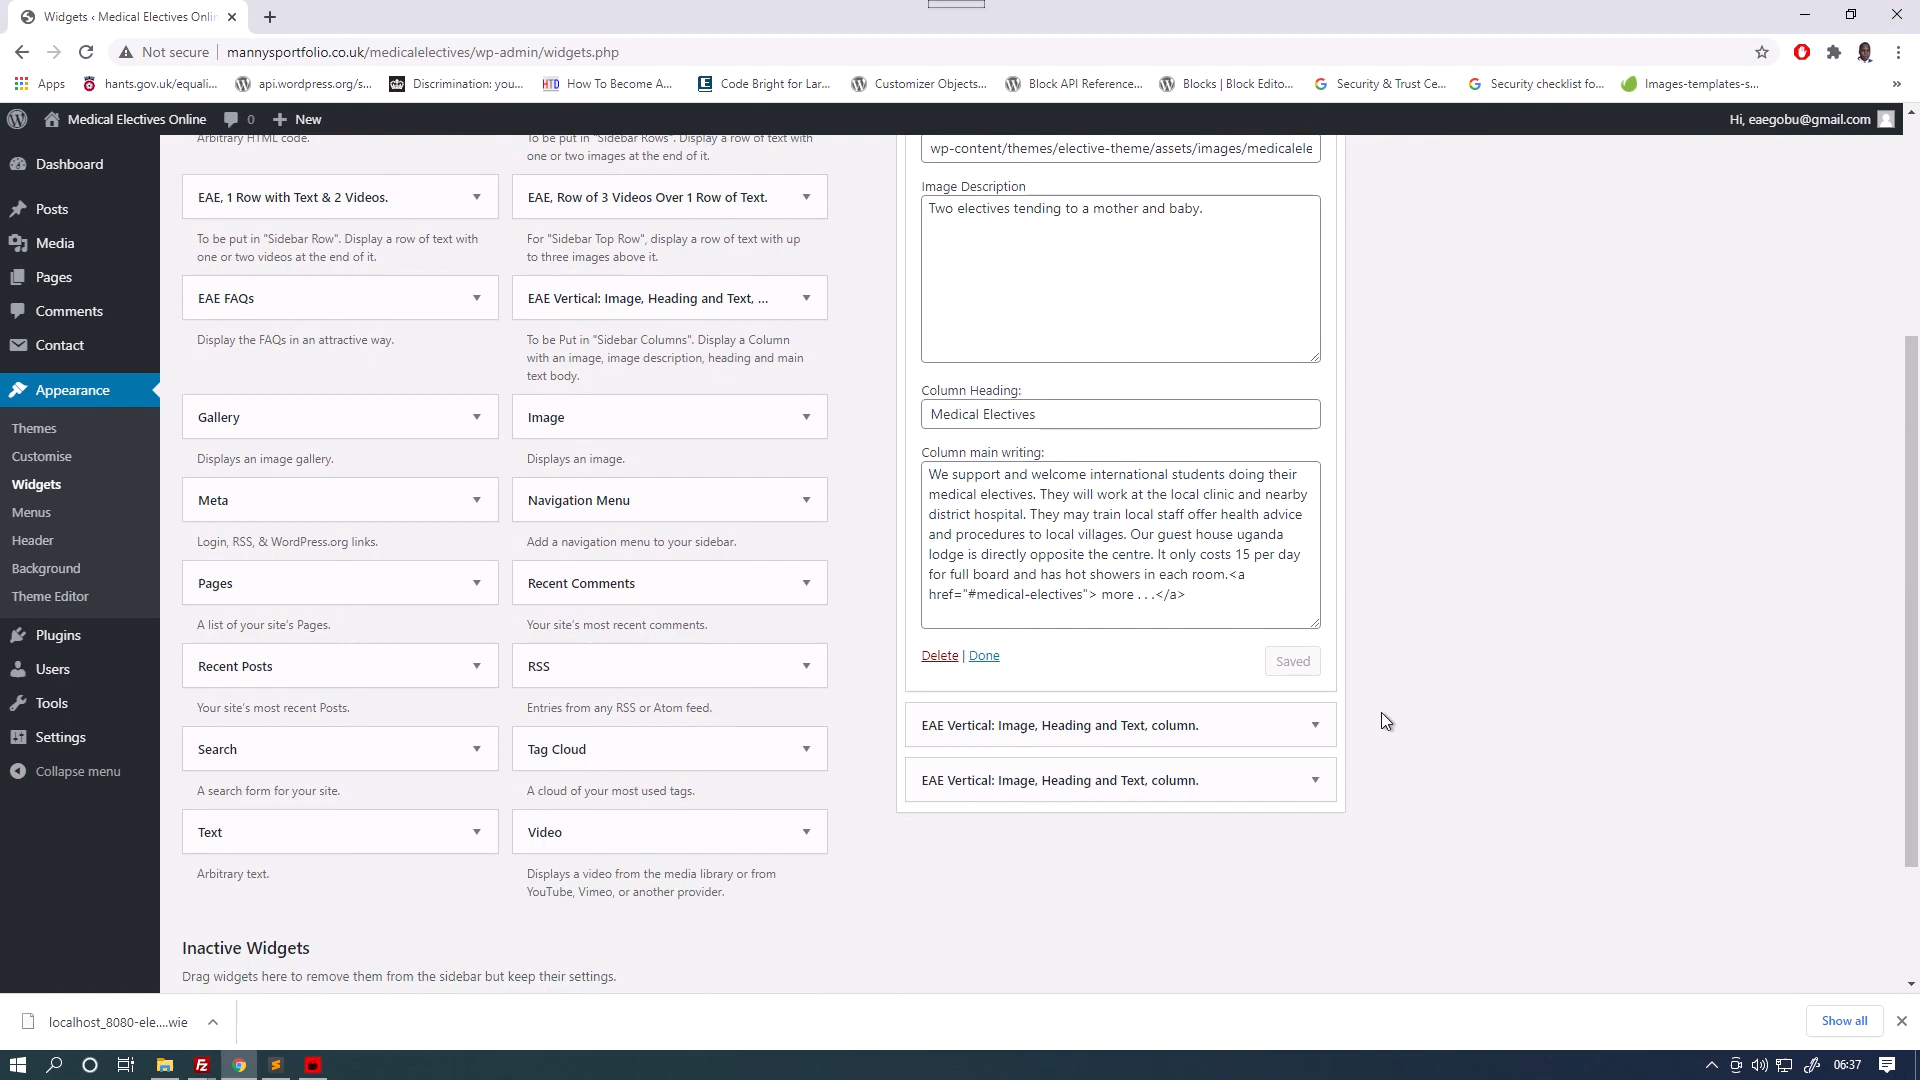 Widgets ‹ Medical Electives Onlin
Not secure
mannysportfolio.co.uk/medicalelectives/wp-admin/widgets.php
Apps
hants.gov.uk/equali...
api.wordpress.org/s...
Discrimination: you...
HTD
How To Become A...
Code Bright for Lar...
Customizer Objects...
Block API Reference...
Blocks | Block Edito...
Security & Trust Ce...
Security checklist fo...
Images-templates-s...
Medical Electives Online
0
New
Hi, eaegobu@gmail.com
Dashboard
Posts
Media
Pages
Comments
Contact
Appearance
Themes
Customise
Widgets
Menus
Header
Background
Theme Editor
Plugins
Users
Tools
Settings
Collapse menu
Arbitrary HTML code.
To be put in "Sidebar Rows". Display a row of text with
one or two images at the end of it.
EAE, 1 Row with Text & 2 Videos.
EAE, Row of 3 Videos Over 1 Row of Text.
To be put in "Sidebar Row". Display a row of text with
one or two videos at the end of it.
For "Sidebar Top Row", display a row of text with up
to three images above it.
EAE FAQs
EAE Vertical: Image, Heading and Text, ...
Display the FAQs in an attractive way.
To be Put in "Sidebar Columns". Display a Column
with an image, image description, heading and main
text body.
Gallery
Image
Displays an image gallery.
Displays an image.
Meta
Navigation Menu
Login, RSS, & WordPress.org links.
Add a navigation menu to your sidebar.
Pages
Recent Comments
A list of your site's Pages.
Your site's most recent comments.
Recent Posts
RSS
Your site's most recent Posts.
Entries from any RSS or Atom feed.
Search
Tag Cloud
A search form for your site.
A cloud of your most used tags.
Text
Video
Arbitrary text.
Displays a video from the media library or from
YouTube, Vimeo, or another provider.
Inactive Widgets
Drag widgets here to remove them from the sidebar but keep their settings.
wp-content/themes/elective-theme/assets/images/medicalele
Image Description
Two electives tending to a mother and baby.
Column Heading:
Medical Electives
Column main writing:
We support and welcome international students doing their
medical electives. They will work at the local clinic and nearby
district hospital. They may train local staff offer health advice
and procedures to local villages. Our guest house uganda
lodge is directly opposite the centre. It only costs 15 per day
for full board and has hot showers in each room.<a
href="#medical-electives"> more . . .</a>
Delete | Done
Saved
EAE Vertical: Image, Heading and Text, column.
EAE Vertical: Image, Heading and Text, column.
localhost_8080-ele....wie
Show all
06:37